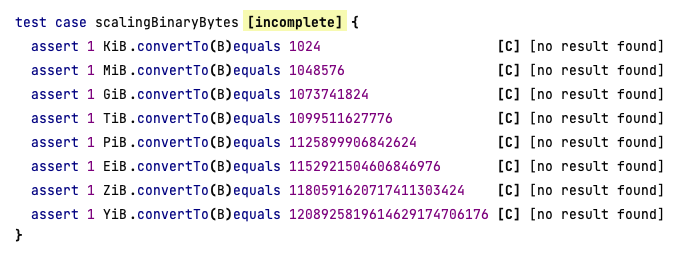 test case scalingBinaryBytes [incomplete] {
assert 1 KiB.convertTo(B)equals 1024 [C] [no result found]
assert 1 MiB.convertTo(B)equals 1048576 [C] [no result found]
assert 1 GiB.convertTo(B)equals 1073741824 [C] [no result found]
assert 1 TiB.convertTo(B)equals 1099511627776 [C] [no result found]
assert 1 PiB.convertTo(B)equals 1125899906842624 [C] [no result found]
assert 1 EiB.convertTo(B)equals 1152921504606846976 [C] [no result found]
assert 1 ZiB.convertTo(B)equals 1180591620717411303424 [C] [no result found]
assert 1 YiB.convertTo(B)equals 1208925819614629174706176 [C] [no result found]
}